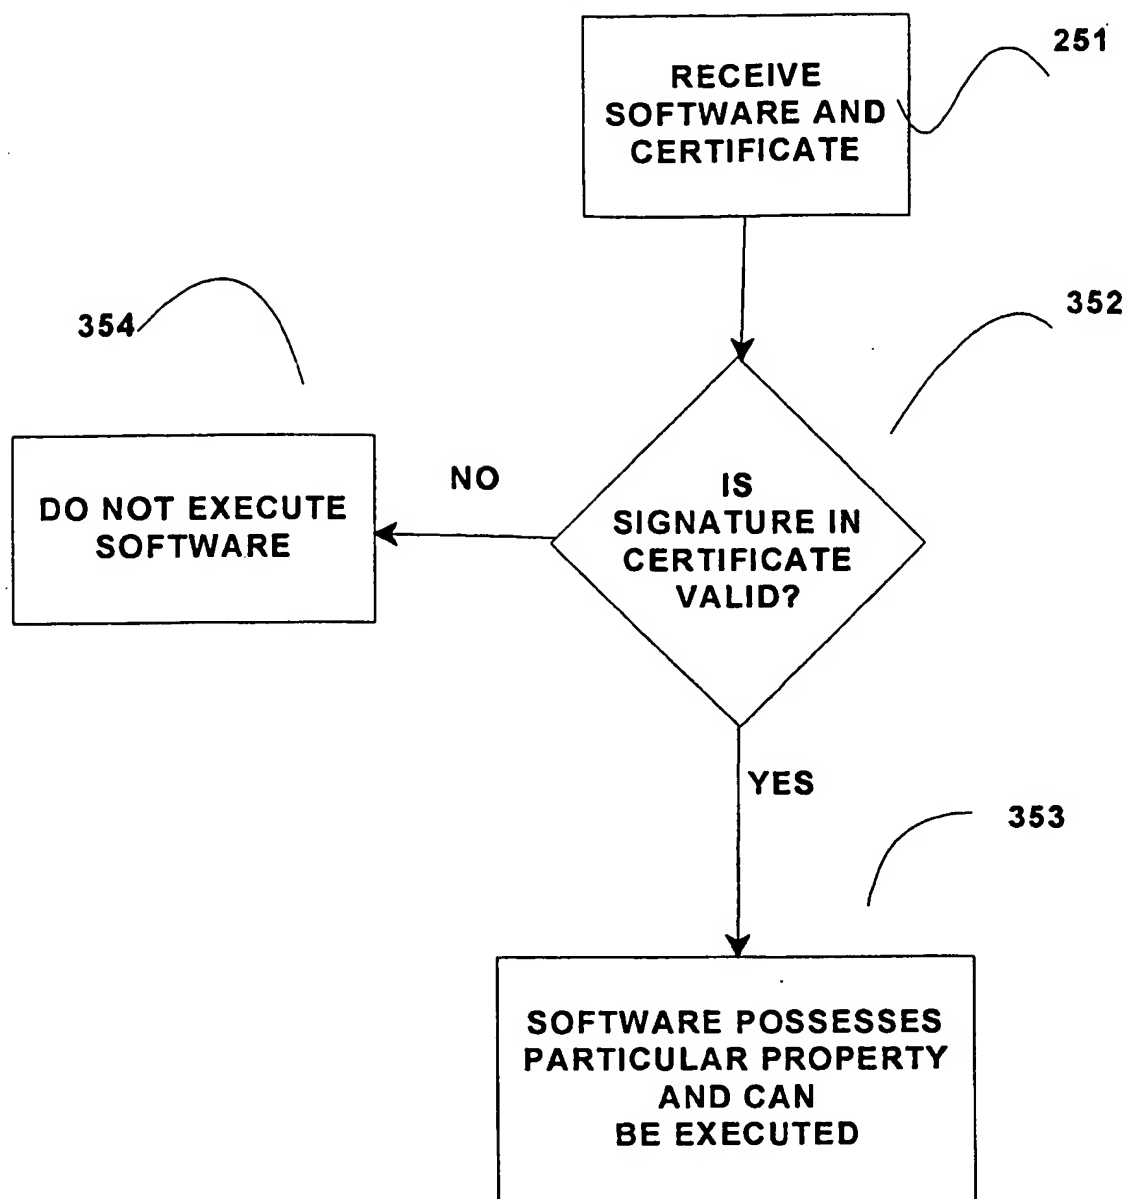 RECEIVE
SOFTWARE AND
CERTIFICATE
251
352
354
IS
SIGNATURE IN
CERTIFICATE
VALID?
NO
DO NOT EXECUTE
SOFTWARE
YES
353
SOFTWARE POSSESSES
PARTICULAR PROPERTY
AND CAN
BE EXECUTED